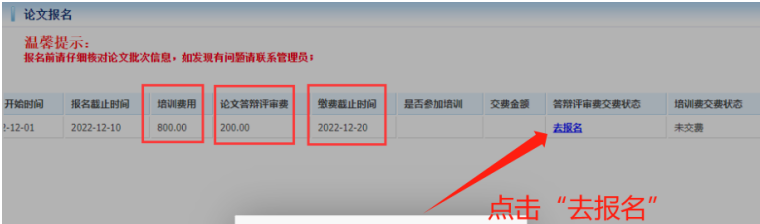 论文报名
温馨提示：
报名前请仔细核对论文批次信息，如发现有问题请联系管理员；
开始时间 报名截止时间 培训费用 论文答辩评审费 缴费截止时间 是否参加培训 交费金额 答辩评审费交费状态 培训费交费状态
2-12-01 2022-12-10 800.00 200.00 2022-12-20 去报名 未交费
点击“去报名”